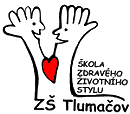 ŠKOLA
ZDRAVÉHO
ŽIVOTNÍHO
STYLU
ZŠ Tlumačov